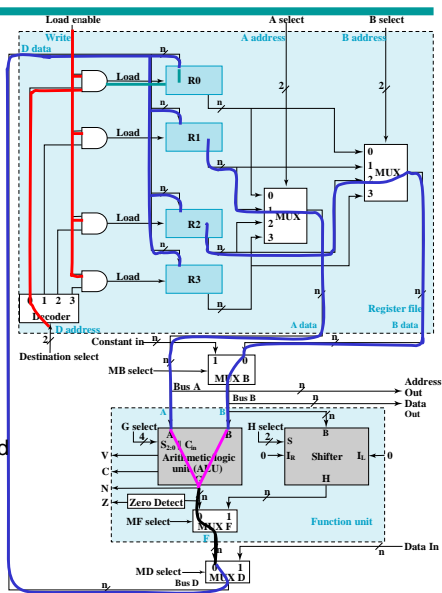 Load enable
A select
B select
Write
A address
B address
D data
n
Load
R0
2
2
n
n
Load
R1
n
0
1
2
3
MUX
n
0
1
2
3
MUX
n
Load
R2
n
n
Load
R3
n
n
n
0 1 2 3
Decoder
D address
Register file
A data
B data
2
Destination select
Constant in
n
1 0
MB select
MUX B
Bus A
n
Address
Out
Bus B
n
Data
Out
n
A
B
G select
4
A
B
H select
2
B
S2:0 || Cin
S
Arithmetic/logic
unit (ALU)
0
IR
Shifter
IL
0
V
C
G
H
N
n
n
Z
Zero Detect
0 1
MF select
MUX F
Function unit
F
n
n
Data In
0 1
MD select
MUX D
n
Bus D
d